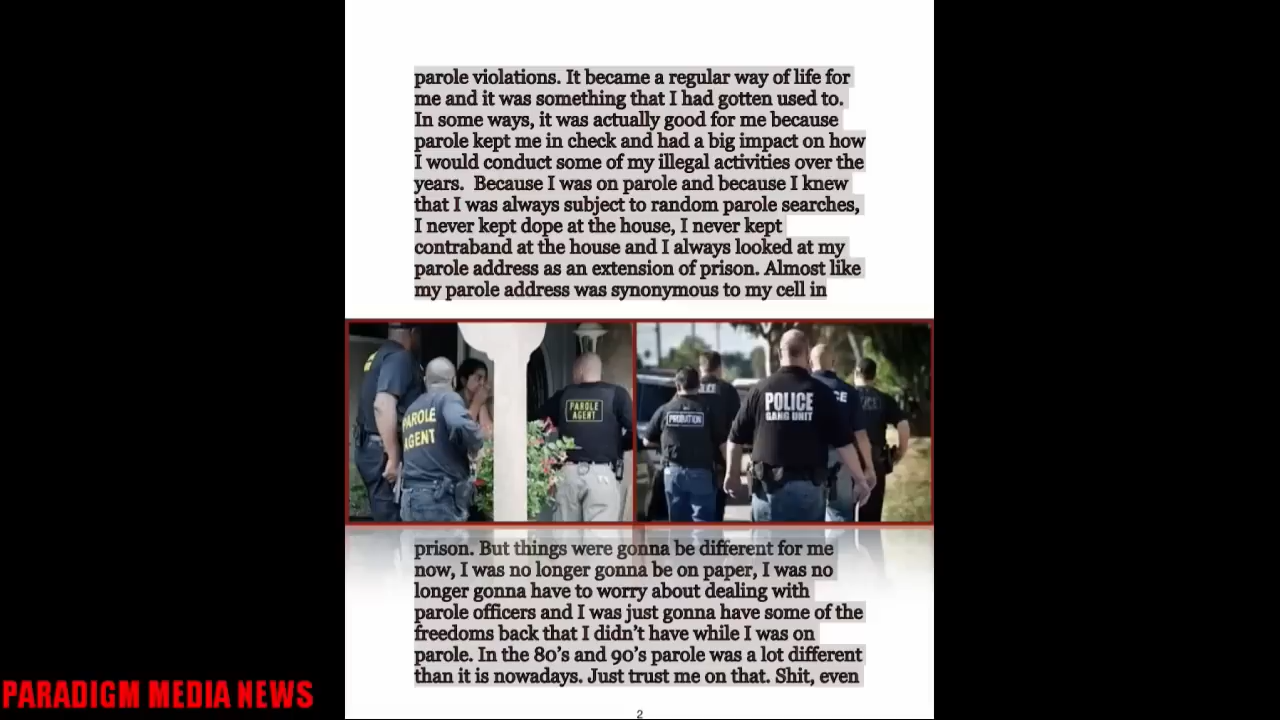 parole violations. It became a regular way of life for
me and it was something that I had gotten used to.
In some ways, it was actually good for me because
parole kept me in check and had a big impact on how
I would conduct some of my illegal activities over the
years.  Because I was on parole and because I knew
that I was always subject to random parole searches,
I never kept dope at the house, I never kept
contraband at the house and I always looked at my
parole address as an extension of prison. Almost like
my parole address was synonymous to my cell in
PAROLE
AGENT
PAROLE
AGENT
PROBATION
POLICE
GANG UNIT
prison. But things were gonna be different for me
now, I was no longer gonna be on paper, I was no
longer gonna have to worry about dealing with
parole officers and I was just gonna have some of the
freedoms back that I didn't have while I was on
parole. In the 80's and 90's parole was a lot different
than it is nowadays. Just trust me on that. Shit, even
2
PARADIGM MEDIA NEWS